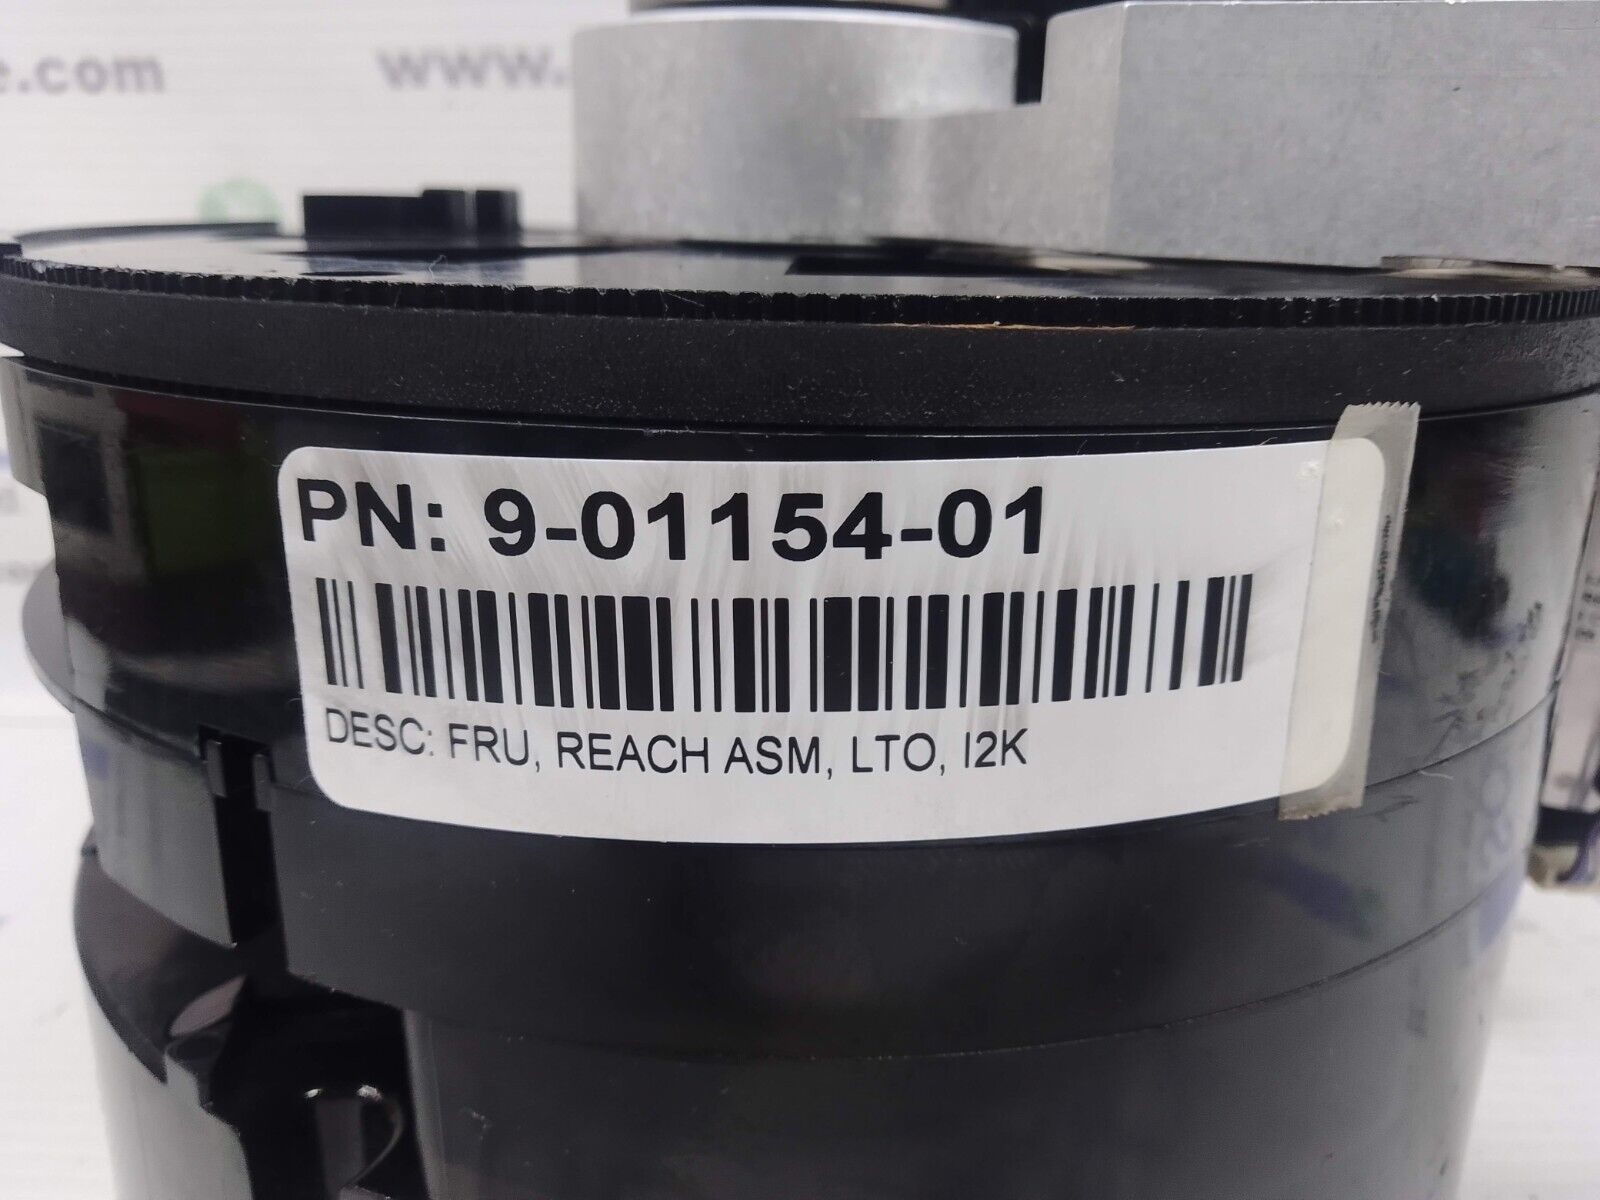 e.com www.
PN: 9-01154-01
DESC: FRU, REACH ASM, LTO, I2K